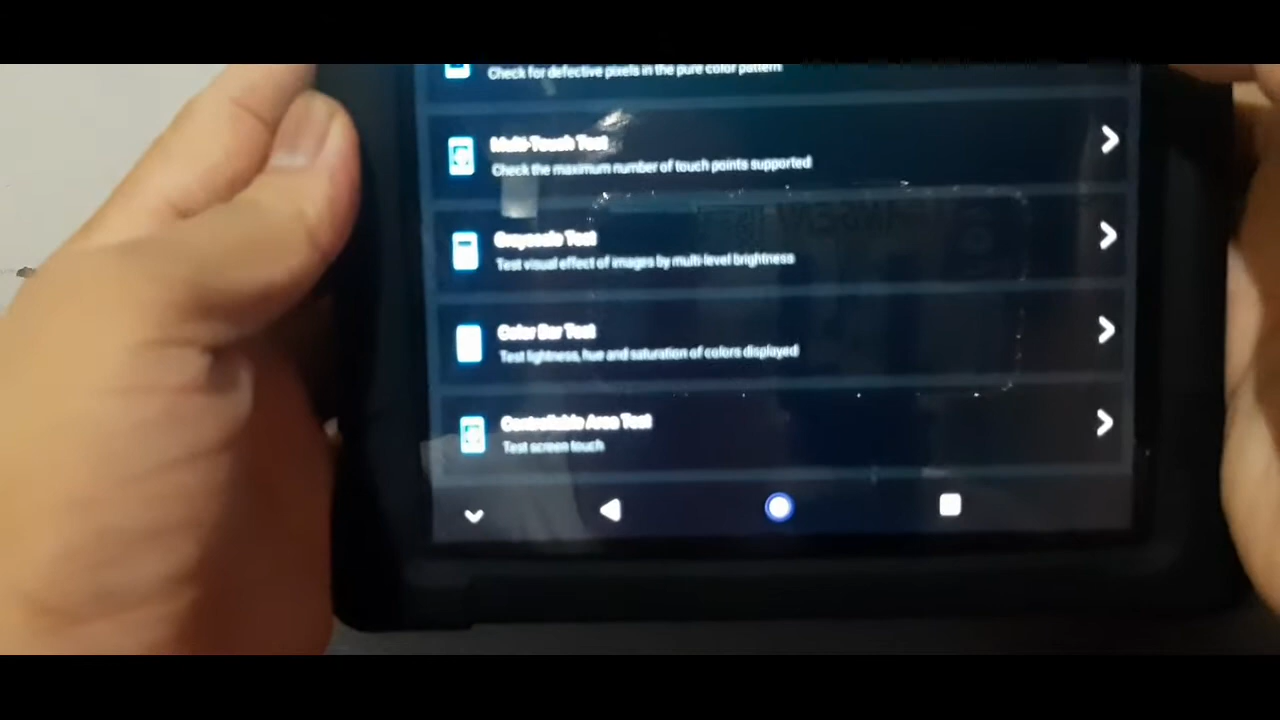 Check for defective pixels in the pure color pattern
Multi-Touch Test
Check the maximum number of touch points supported
Grayscale Test
Test visual effect of images by multi-level brightness
Color Bar Test
Test lightness, hue and saturation of colors displayed
Controllable Area Test
Test screen touch